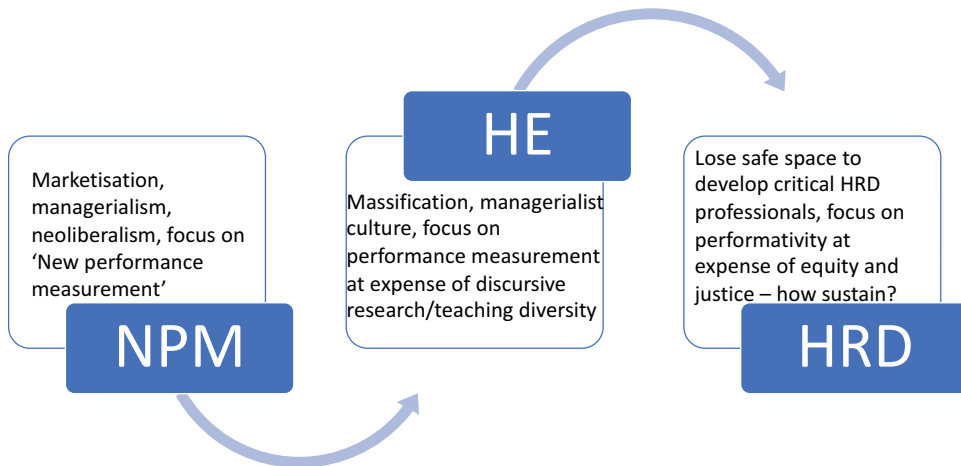 Marketisation,
managerialism,
neoliberalism, focus on
‘New performance
measurement’
NPM
HE
Massification, managerialist
culture, focus on
performance measurement
at expense of discursive
research/teaching diversity
Lose safe space to
develop critical HRD
professionals, focus on
performativity at
expense of equity and
justice – how sustain?
HRD